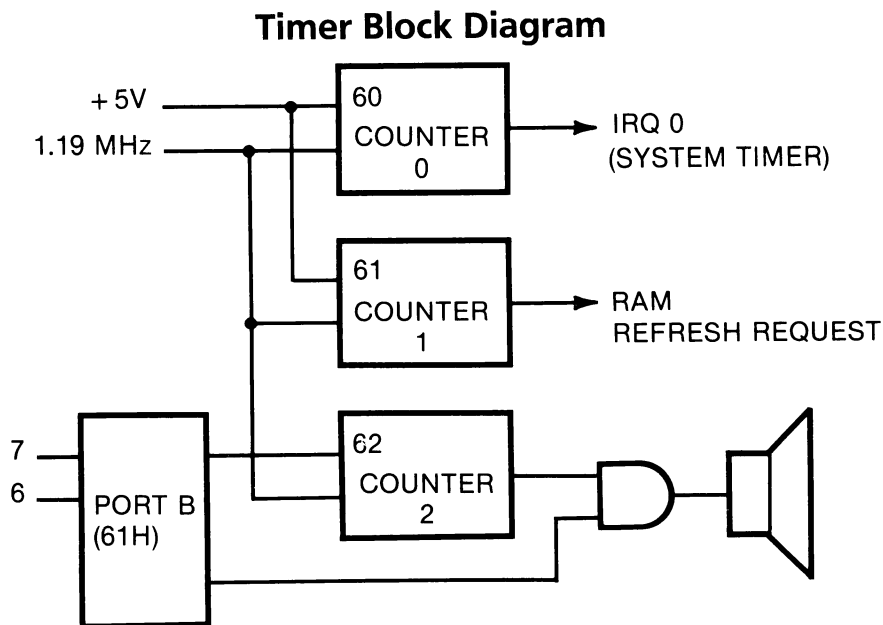 Timer Block Diagram
+5V
1.19 MHz
60
COUNTER
0
IRQ 0
(SYSTEM TIMER)
61
COUNTER
1
RAM
REFRESH REQUEST
7
6
PORT B
(61H)
62
COUNTER
2